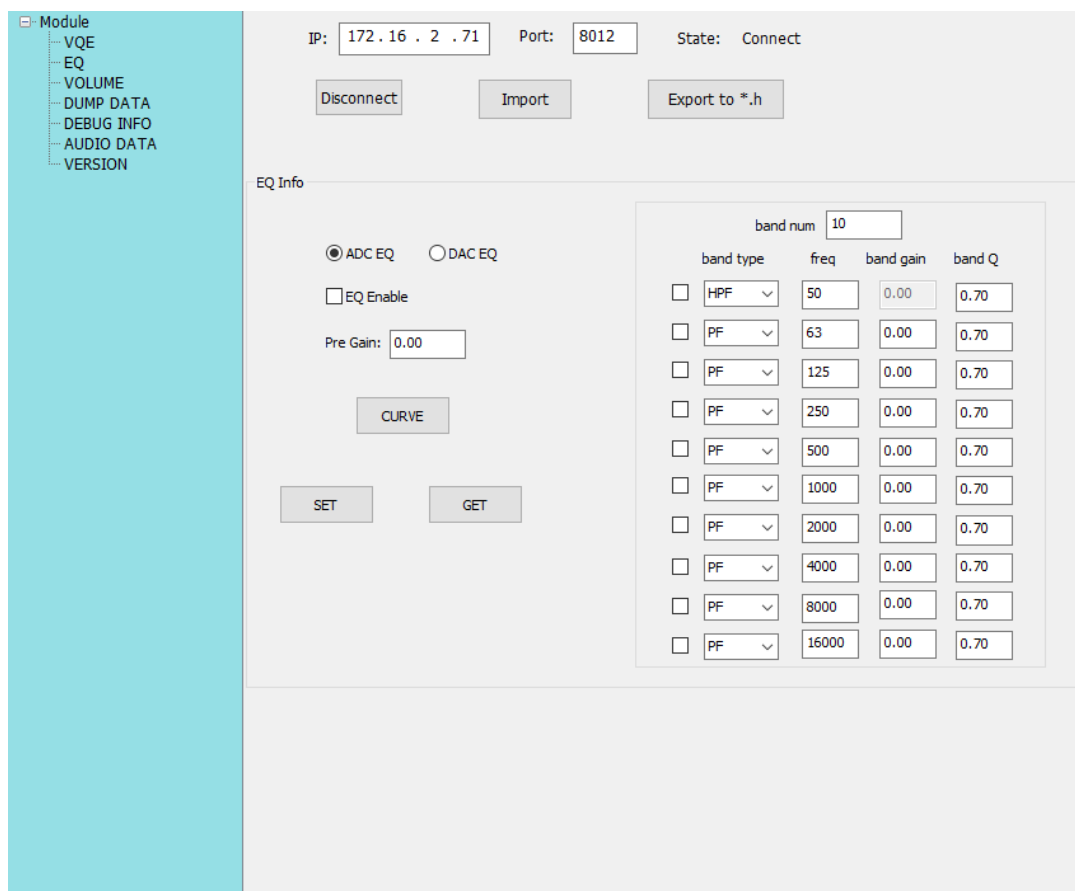 Module
VQE
EQ
VOLUME
DUMP DATA
DEBUG INFO
AUDIO DATA
VERSION
IP: 172 . 16 . 2 . 71 Port: 8012 State: Connect
Disconnect Import Export to *.h
EQ Info
ADC EQ DAC EQ
EQ Enable
Pre Gain: 0.00
CURVE
SET GET
band num 10
band type freq band gain band Q
HPF 50 0.00 0.70
PF 63 0.00 0.70
PF 125 0.00 0.70
PF 250 0.00 0.70
PF 500 0.00 0.70
PF 1000 0.00 0.70
PF 2000 0.00 0.70
PF 4000 0.00 0.70
PF 8000 0.00 0.70
PF 16000 0.00 0.70